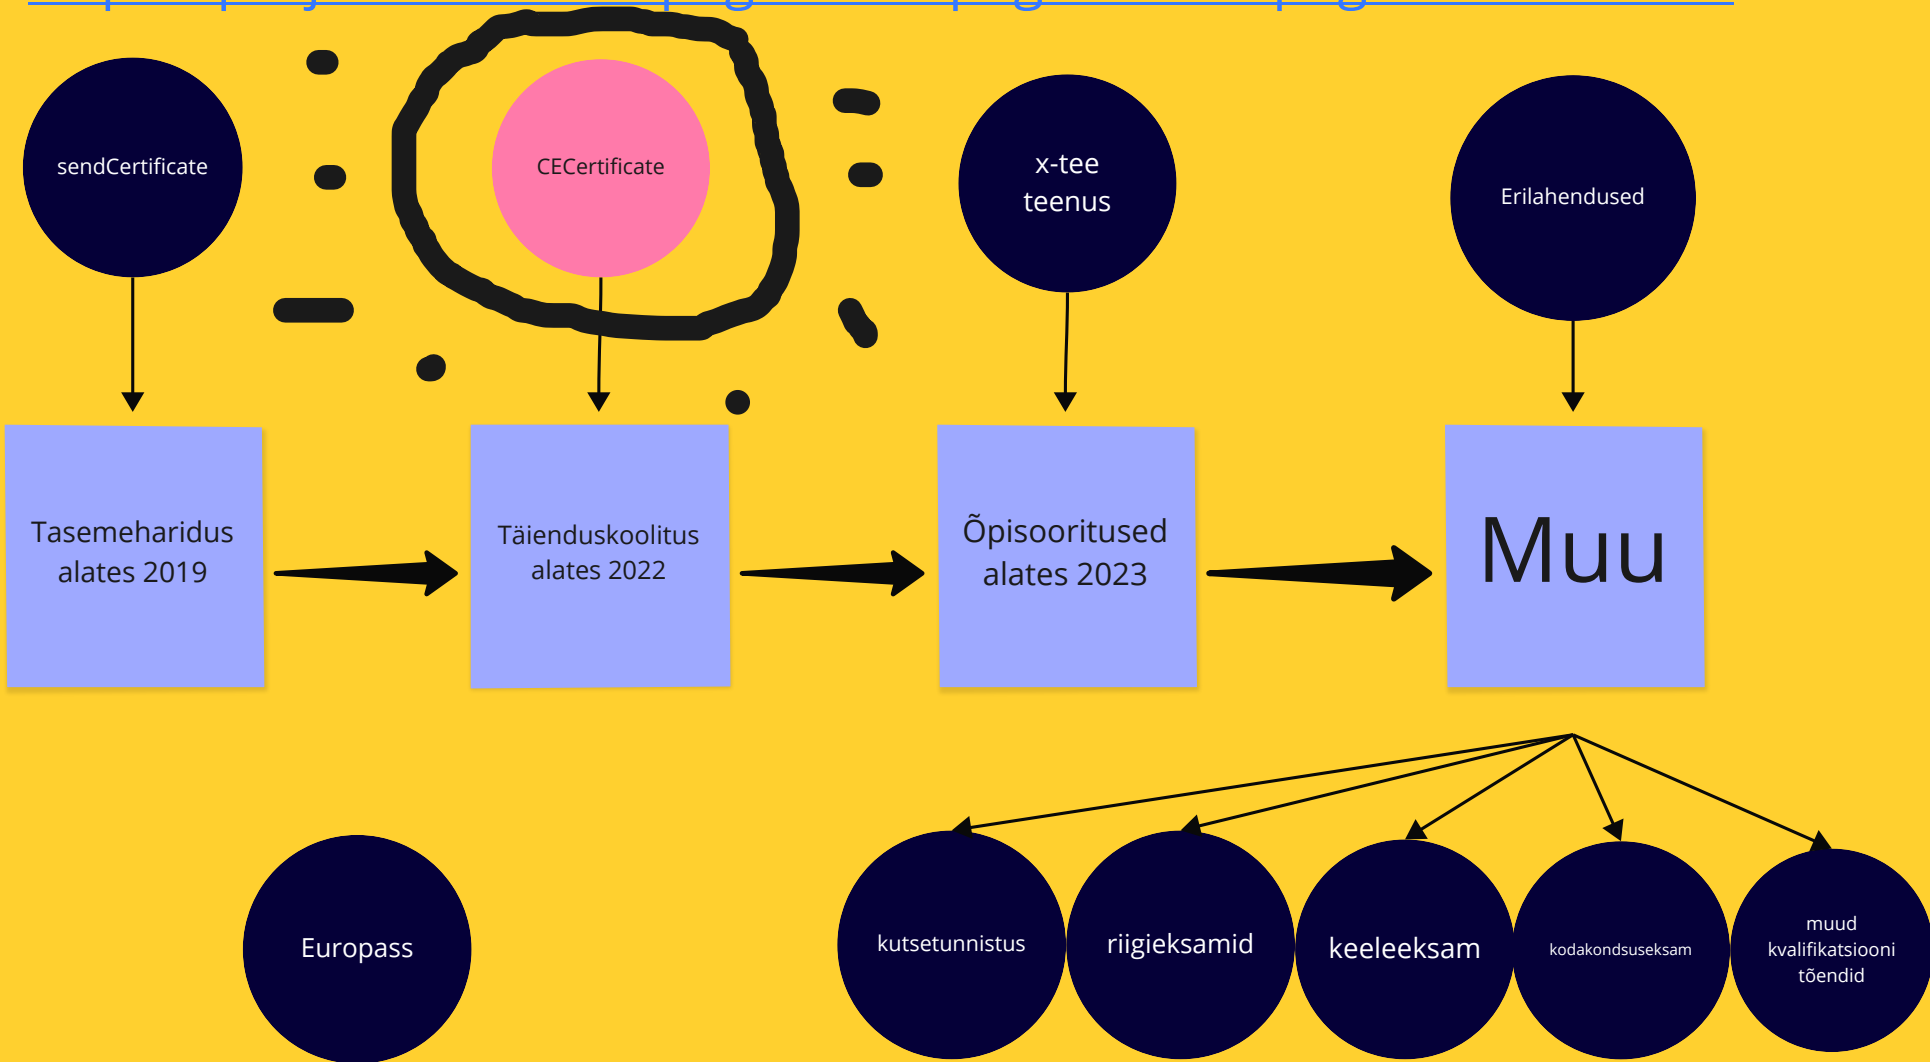 sendCertificate
CECertificate
x-tee
teenus
Erilahendused
Tasemeharidus
alates 2019
Täienduskoolitus
alates 2022
Õpisooritused
alates 2023
Muu
Europass
kutsetunnistus
riigieksamid
keeleeksam
kodakondsuseksam
muud
kvalifikatsiooni
tõendid